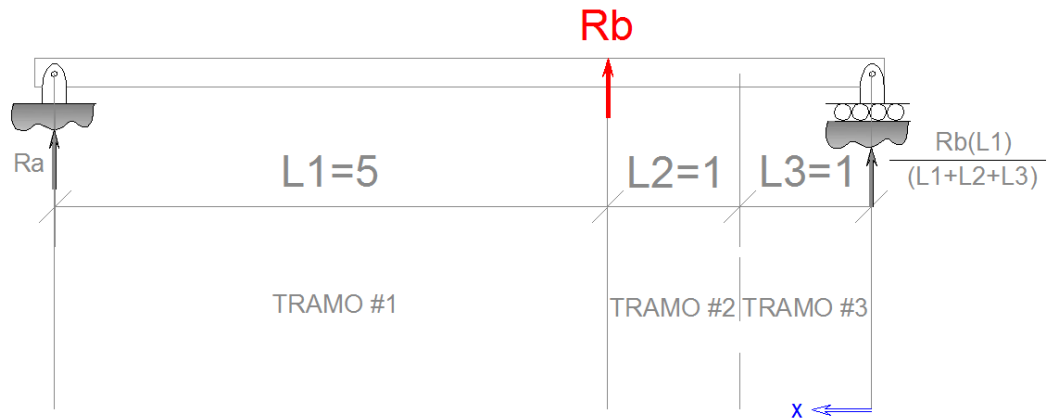 Rb
Ra
L1=5
L2=1
L3=1
Rb(L1)
(L1+L2+L3)
TRAMO #1
TRAMO #2
TRAMO #3
x